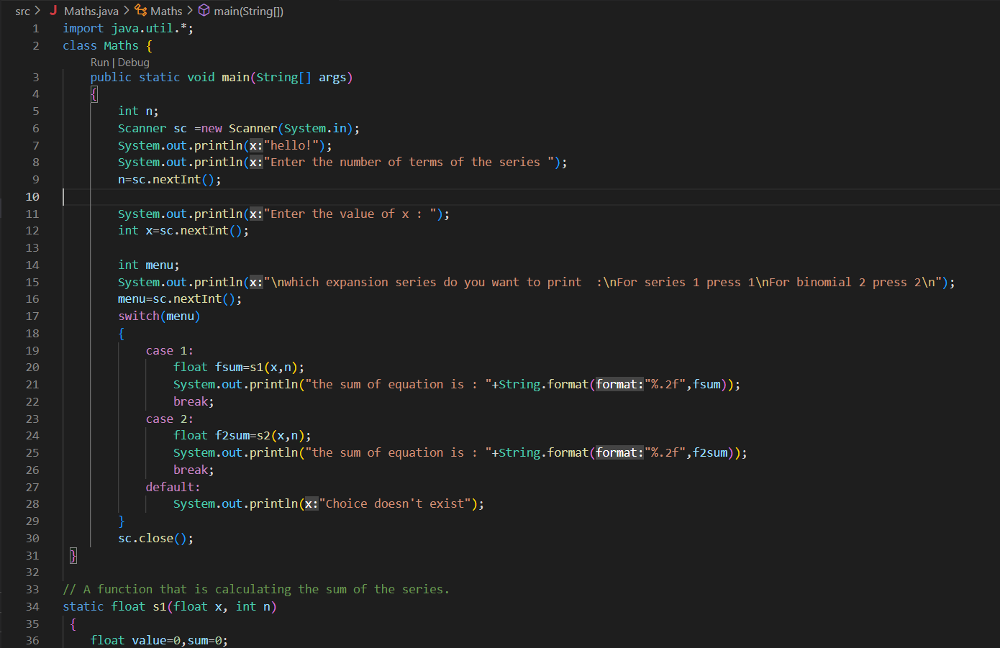 src > J Maths.java > Maths > main(String[])
1 import java.util.*;
2 class Maths {
Run | Debug
3 public static void main(String[] args)
4 {
5 int n;
6 Scanner sc =new Scanner(System.in);
7 System.out.println(x:"hello!");
8 System.out.println(x:"Enter the number of terms of the series ");
9 n=sc.nextInt();
10
11 System.out.println(x:"Enter the value of x : ");
12 int x=sc.nextInt();
13
14 int menu;
15 System.out.println(x:"\nwhich expansion series do you want to print  :\nFor series 1 press 1\nFor binomial 2 press 2\n");
16 menu=sc.nextInt();
17 switch(menu)
18 {
19 case 1:
20 float fsum=s1(x,n);
21 System.out.println("the sum of equation is : "+String.format(format:"%.2f",fsum));
22 break;
23 case 2:
24 float f2sum=s2(x,n);
25 System.out.println("the sum of equation is : "+String.format(format:"%.2f",f2sum));
26 break;
27 default:
28 System.out.println(x:"Choice doesn't exist");
29 }
30 sc.close();
31 }
32
33 // A function that is calculating the sum of the series.
34 static float s1(float x, int n)
35 {
36 float value=0,sum=0;